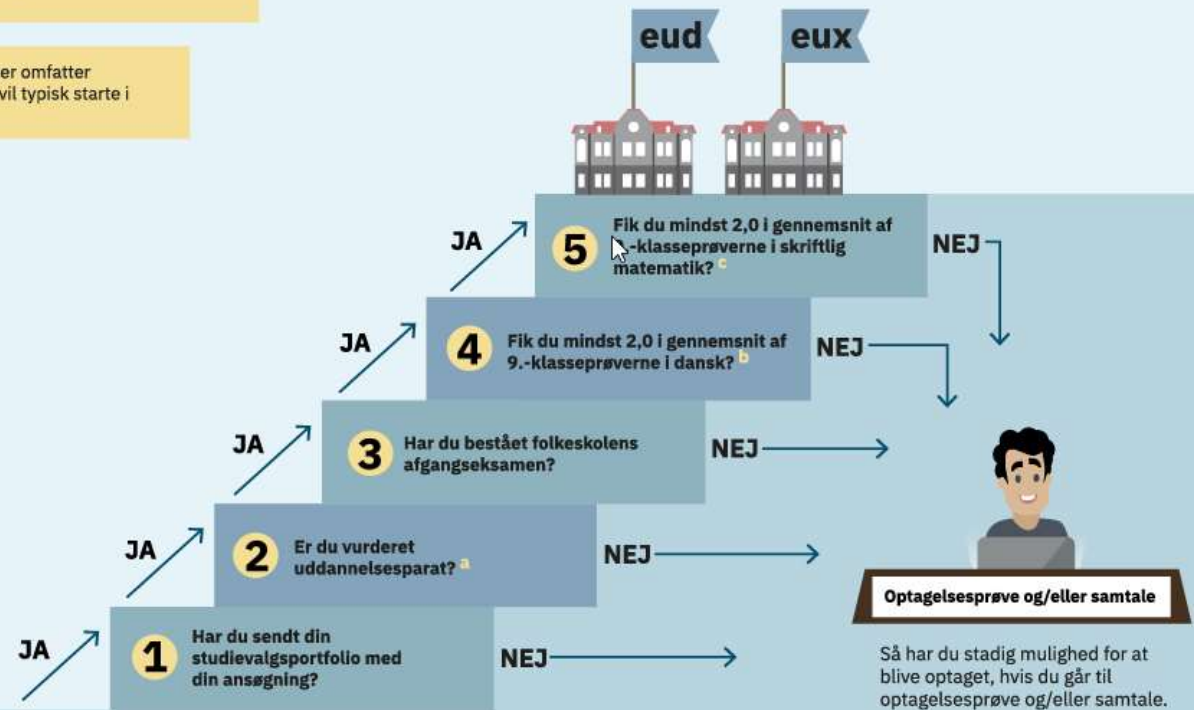 er omfatter
vil typisk starte i
eud
eux
JA
5
Fik du mindst 2,0 i gennemsnit af
.-klasseprøverne i skriftlig
matematik? c
NEJ
JA
4
Fik du mindst 2,0 i gennemsnit af
9.-klasseprøverne i dansk? b
NEJ
JA
3
Har du bestået folkeskolens
afgangseksamen?
NEJ
JA
2
Er du vurderet
uddannelsesparat? a
NEJ
JA
1
Har du sendt din
studievalgsportfolio med
din ansøgning?
NEJ
Optagelsesprøve og/eller samtale
Så har du stadig mulighed for at
blive optaget, hvis du går til
optagelsesprøve og/eller samtale.